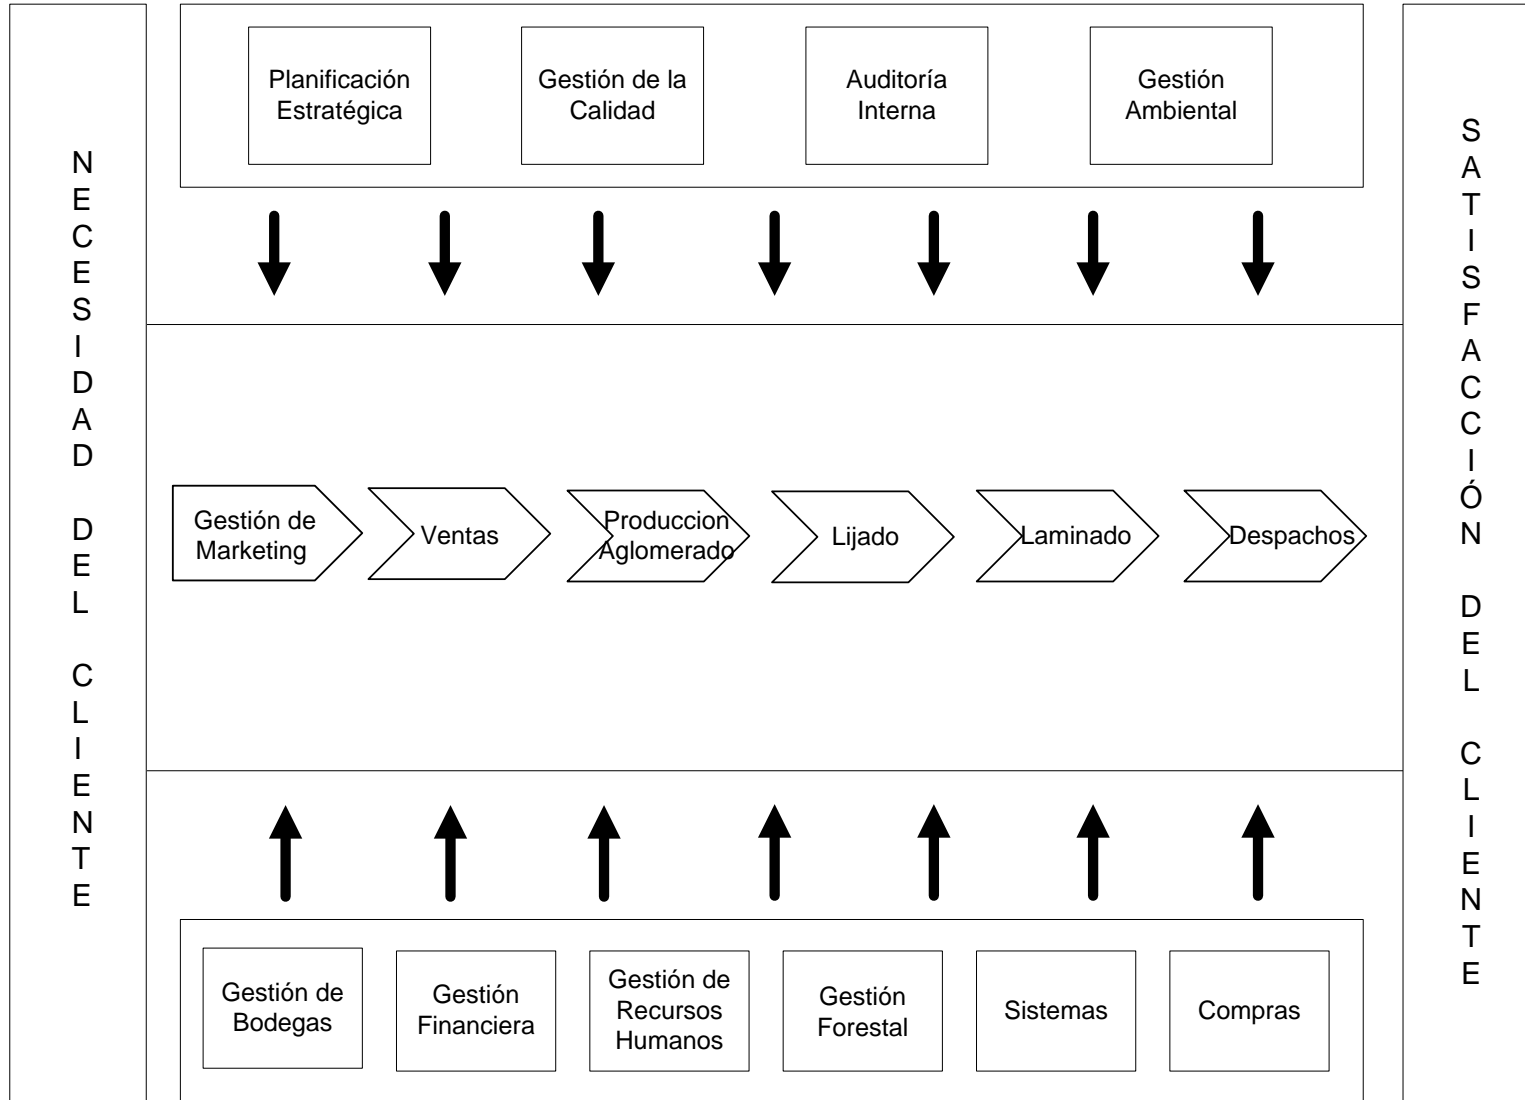 NECESIDAD DEL CLIENTE
Planificación
Estratégica
Gestión de la
Calidad
Auditoría
Interna
Gestión
Ambiental
Gestión de
Marketing
Ventas
Produccion
Aglomerado
Lijado
Laminado
Despachos
Gestión de
Bodegas
Gestión
Financiera
Gestión de
Recursos
Humanos
Gestión
Forestal
Sistemas
Compras
SATISFACCIÓN DEL CLIENTE